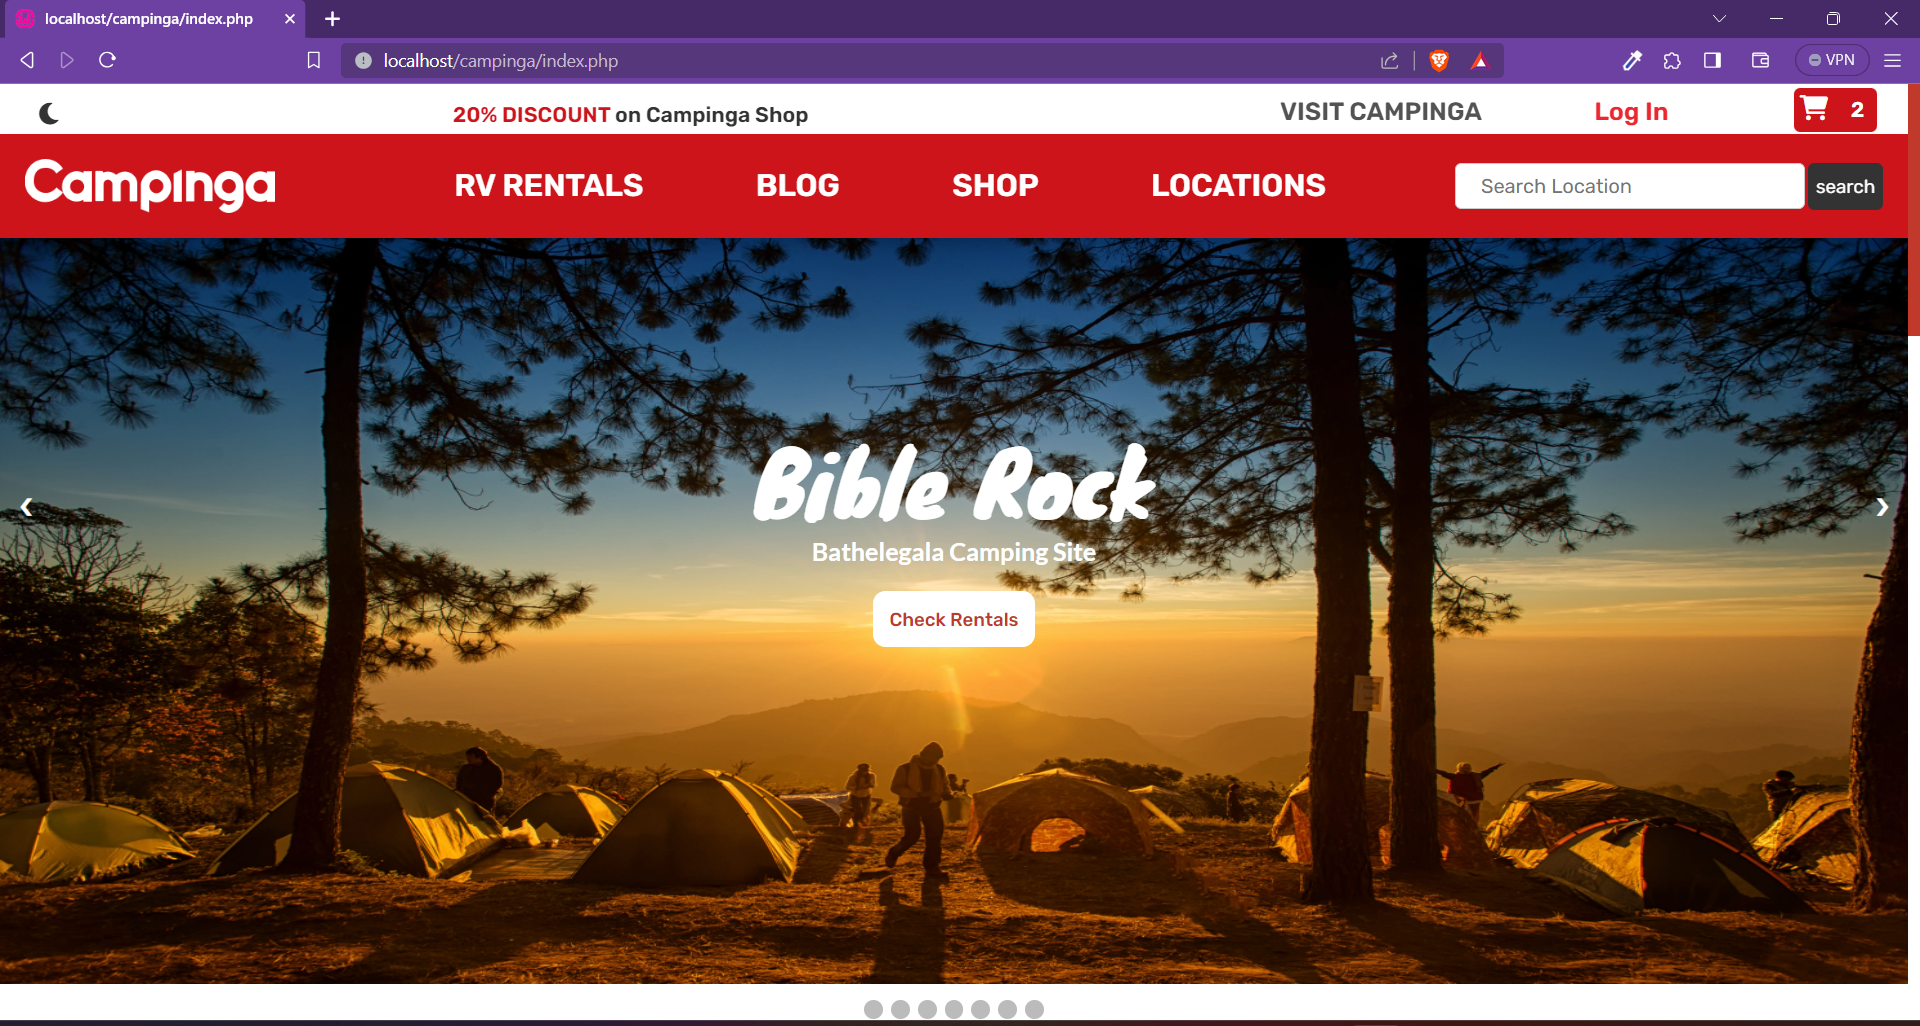 localhost/campinga/index.php
localhost/campinga/index.php
VPN
20% DISCOUNT on Campinga Shop
VISIT CAMPINGA
Log In
2
Campinga
RV RENTALS
BLOG
SHOP
LOCATIONS
Search Location
search
Bible Rock
Bathelegala Camping Site
Check Rentals